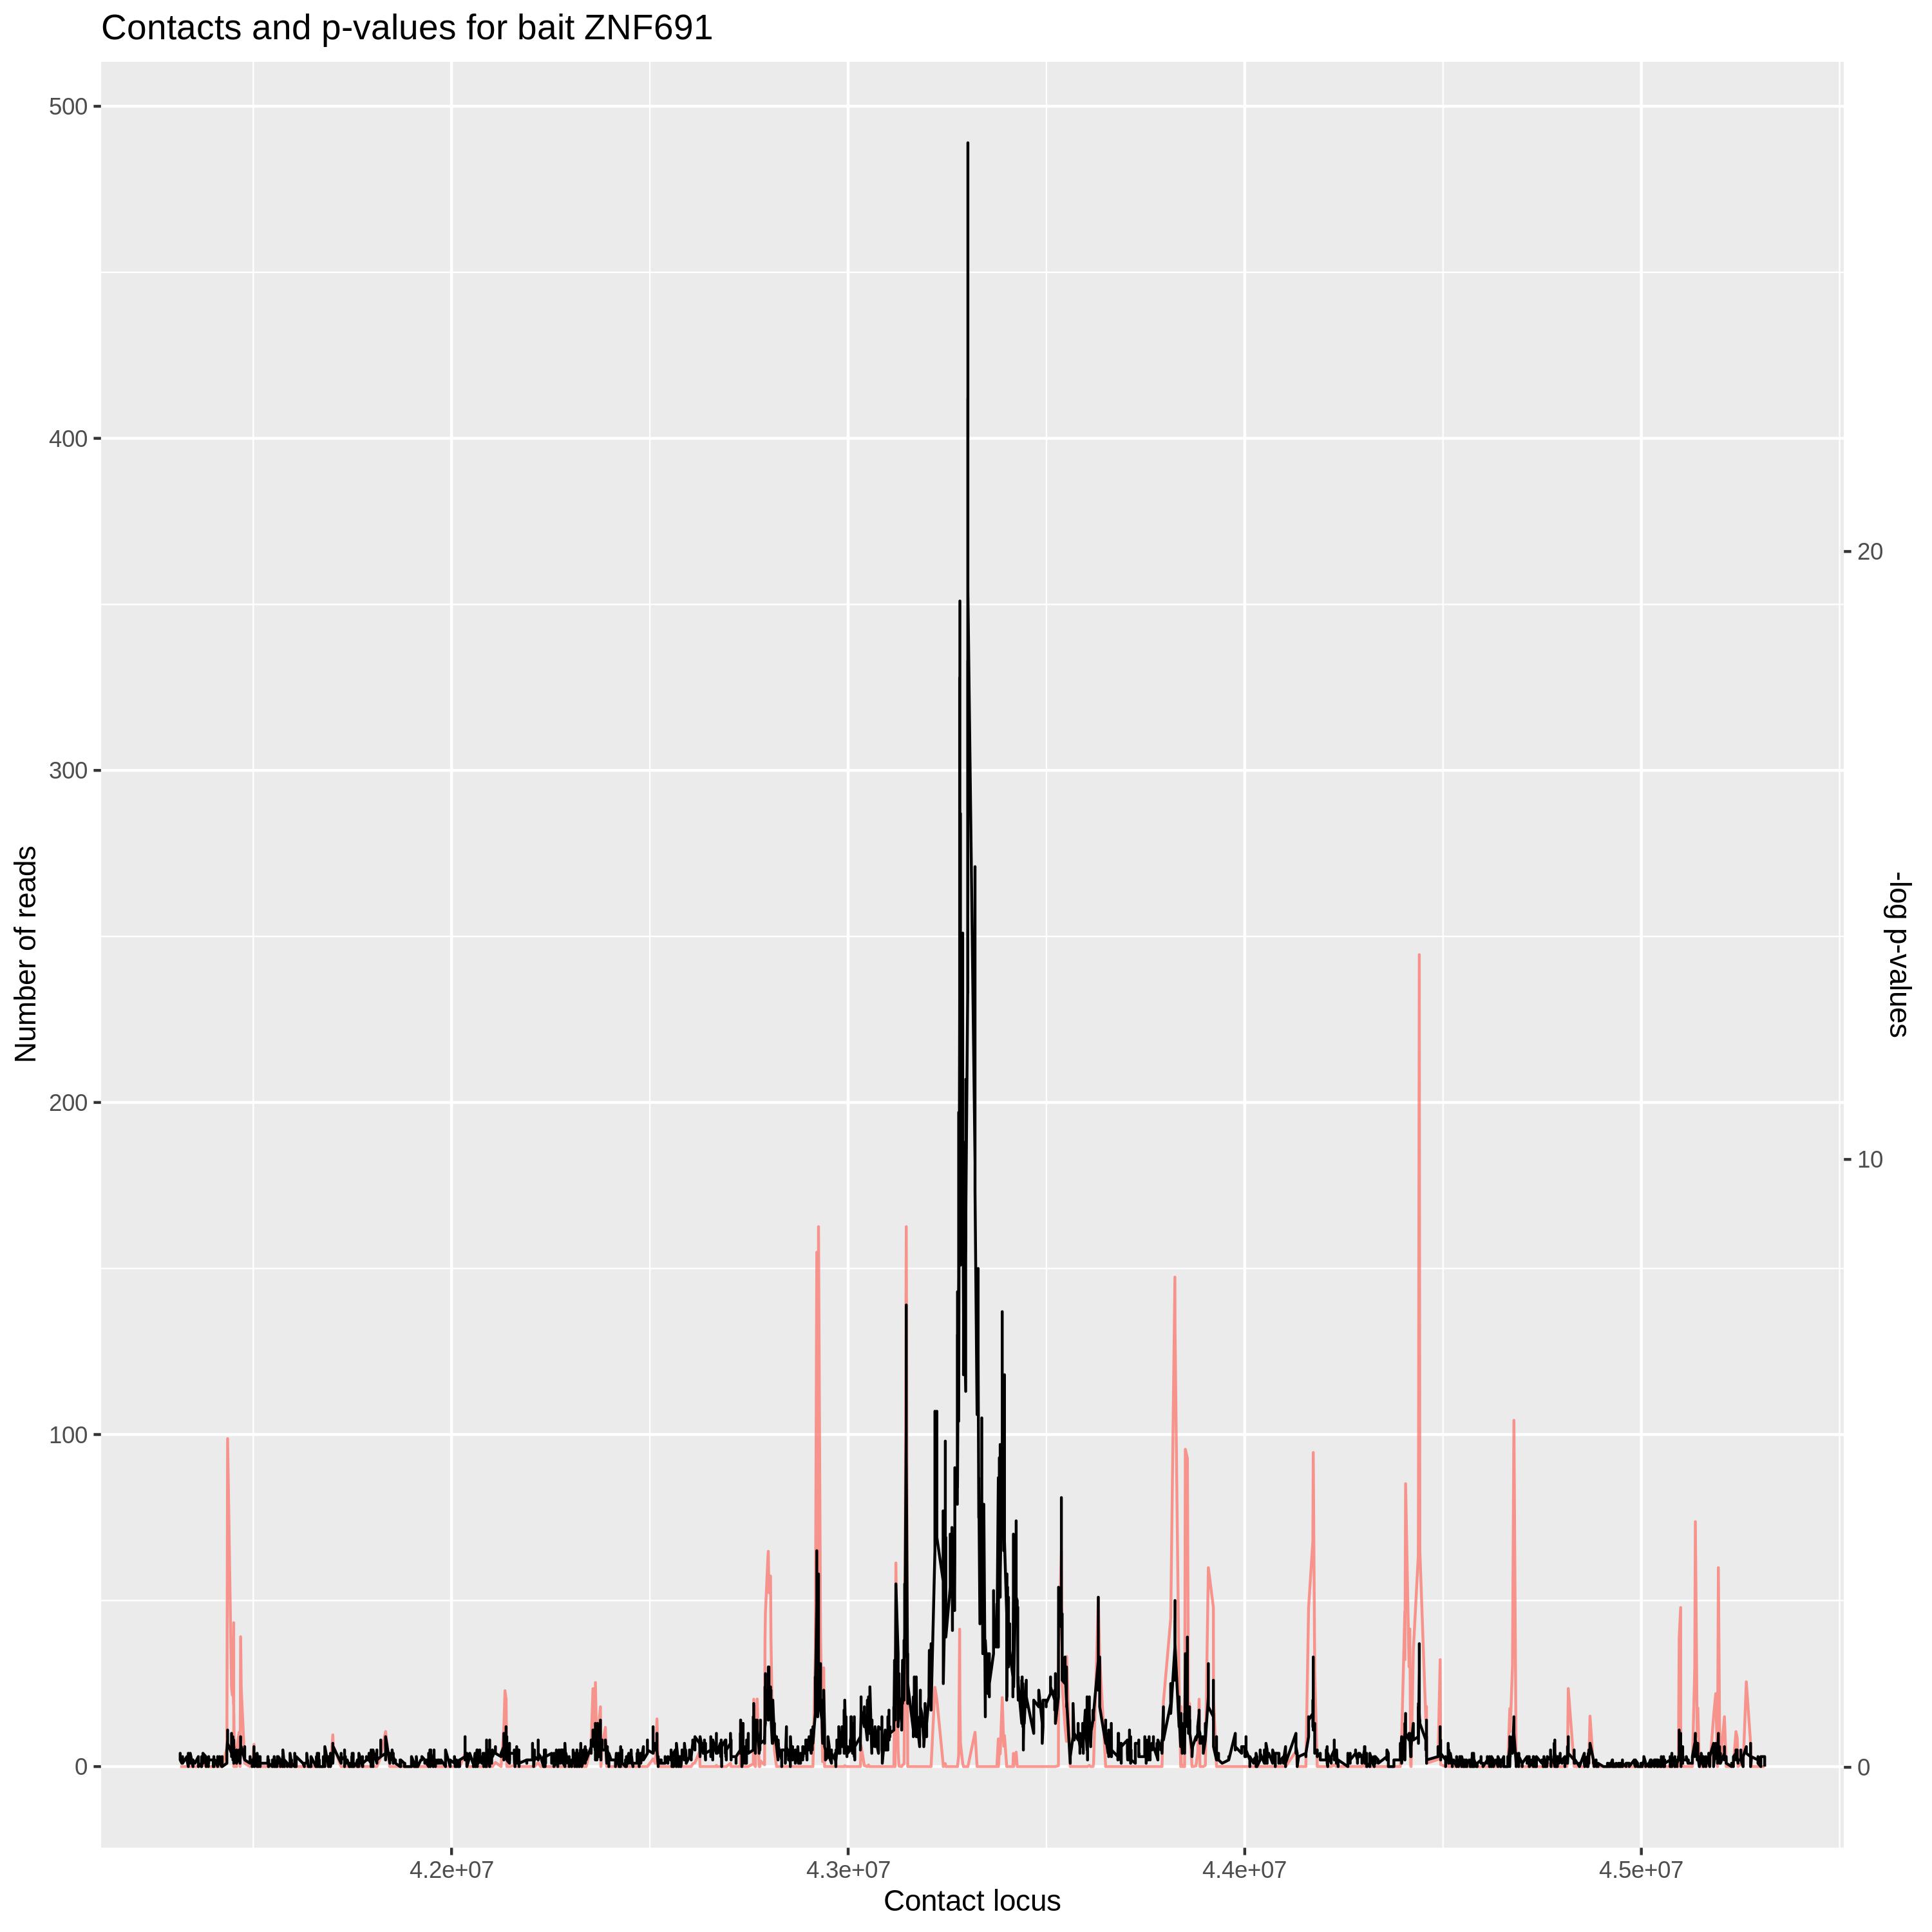 Contacts and p-values for bait ZNF691
500
400
300
200
100
0
Number of reads
20
10
0
-log p-values
4.2e+07
4.3e+07
4.4e+07
4.5e+07
Contact locus